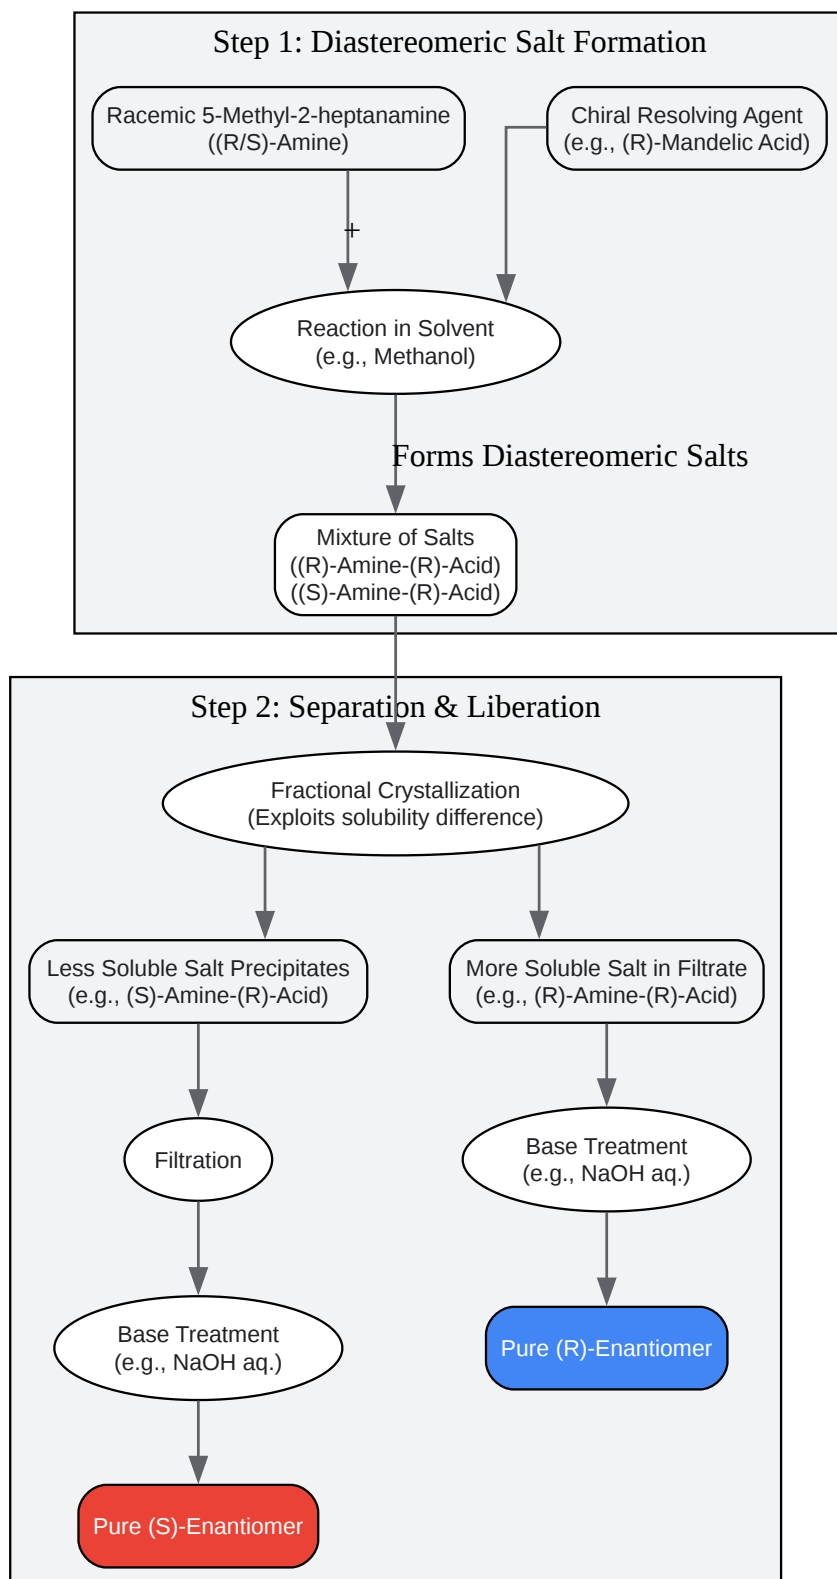 Step 1: Diastereomeric Salt Formation
Racemic 5-Methyl-2-heptanamine
((R/S)-Amine)
Chiral Resolving Agent
(e.g., (R)-Mandelic Acid)
+
Reaction in Solvent
(e.g., Methanol)
Forms Diastereomeric Salts
Mixture of Salts
((R)-Amine-(R)-Acid)
((S)-Amine-(R)-Acid)
Step 2: Separation & Liberation
Fractional Crystallization
(Exploits solubility difference)
Less Soluble Salt Precipitates
(e.g., (S)-Amine-(R)-Acid)
More Soluble Salt in Filtrate
(e.g., (R)-Amine-(R)-Acid)
Filtration
Base Treatment
(e.g., NaOH aq.)
Base Treatment
(e.g., NaOH aq.)
Pure (R)-Enantiomer
Pure (S)-Enantiomer